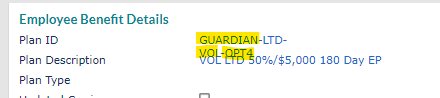 Employee Benefit Details
Plan ID GUARDIAN-LTD-
VOL-OPT4
Plan Description VOL LTD 50%/$5,000 180 Day EP
Plan Type